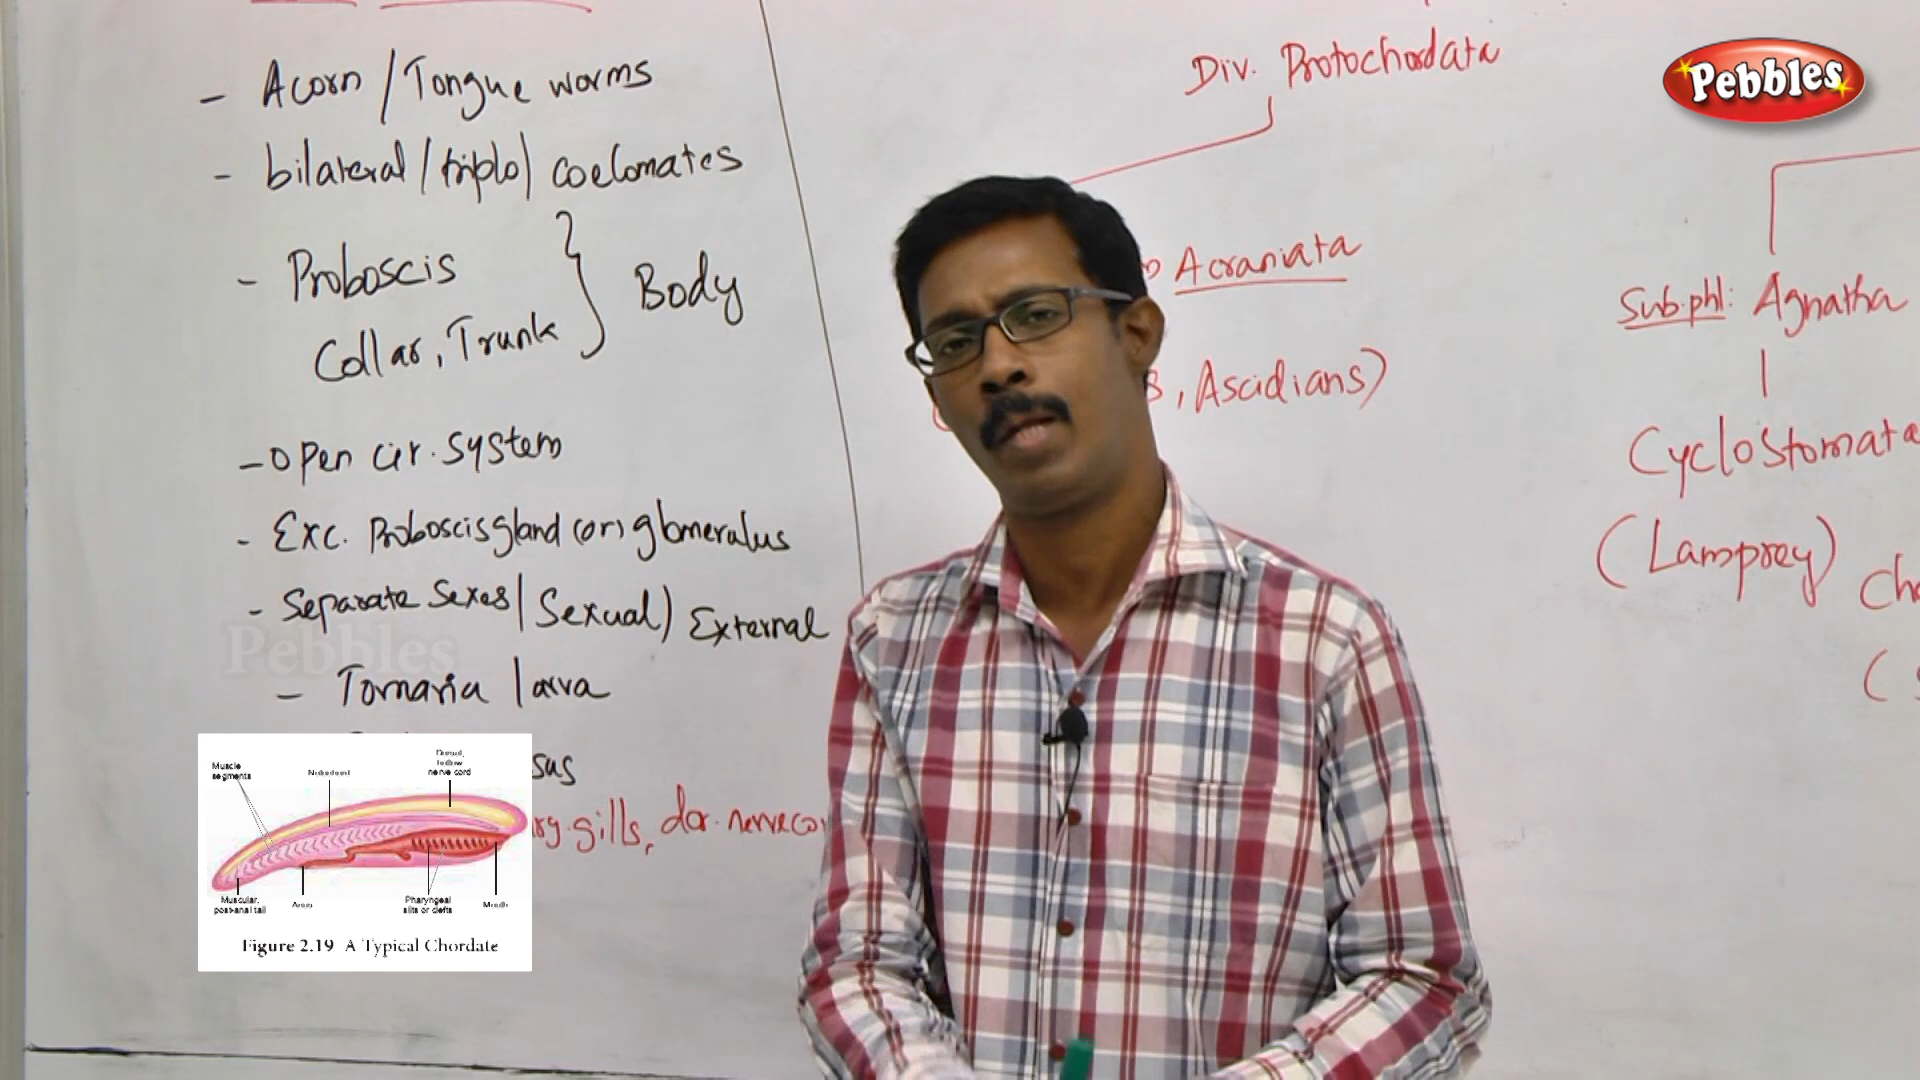 - Acorn / Tongue worms
- bilateral / triplo / coelomates
- Proboscis
Collar, Trunk
Body
- Open cir. system
- Exc. Proboscis gland (or) glomerulus
- Separate sexes / Sexual) External
- Tornaria larva
gills, dor. nerve
Div. Protochordata
Acraniata
, Ascidians)
Sub.phl: Agnatha
Cyclostomata
(Lamprey)
Pebbles
Pebbles
Muscle
segments
Notochord
Dorsal,
hollow
nerve cord
Muscular,
post-anal tail
Anus
Pharyngeal
slits or clefts
Mouth
Figure 2.19 A Typical Chordate